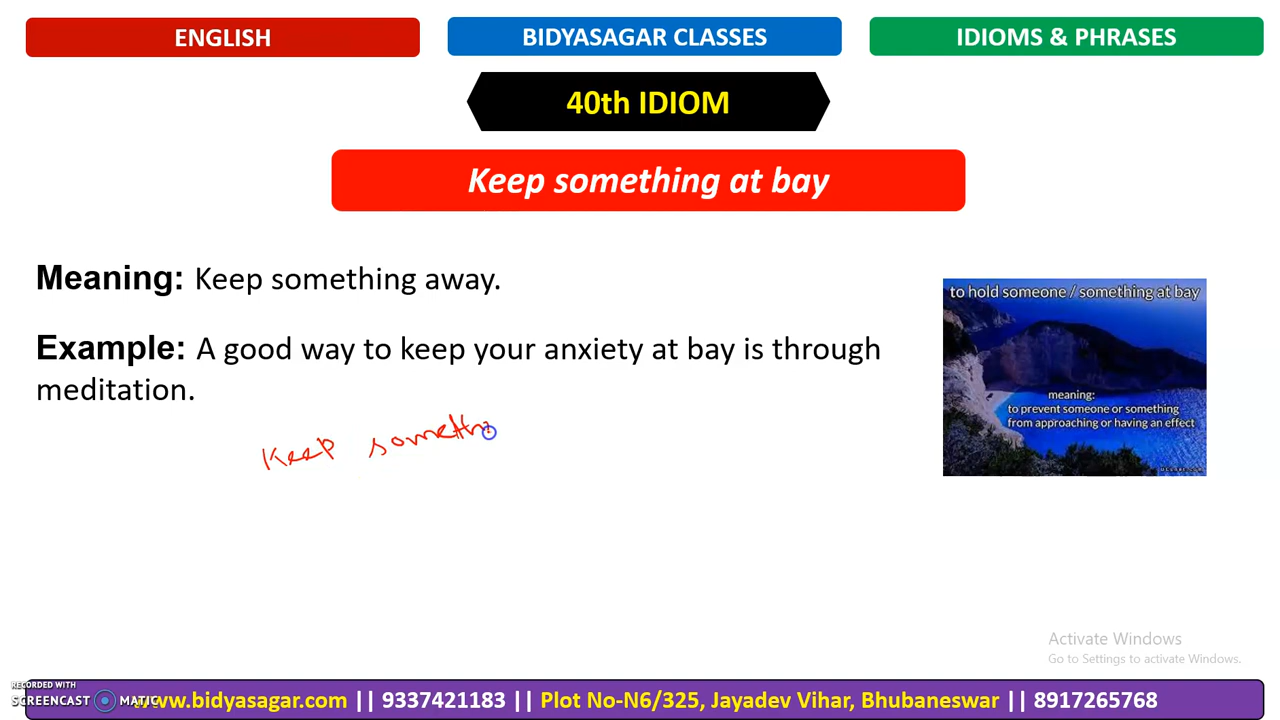 ENGLISH
BIDYASAGAR CLASSES
IDIOMS & PHRASES
40th IDIOM
Keep something at bay
Meaning: Keep something away.
Example: A good way to keep your anxiety at bay is through
meditation.
to hold someone / something at bay
meaning:
to prevent someone or something
from approaching or having an effect
Keep somethi
Activate Windows
Go to Settings to activate Windows.
RECORDED WITH
SCREENCAST MATIC
www.bidyasagar.com || 9337421183 || Plot No-N6/325, Jayadev Vihar, Bhubaneswar || 8917265768